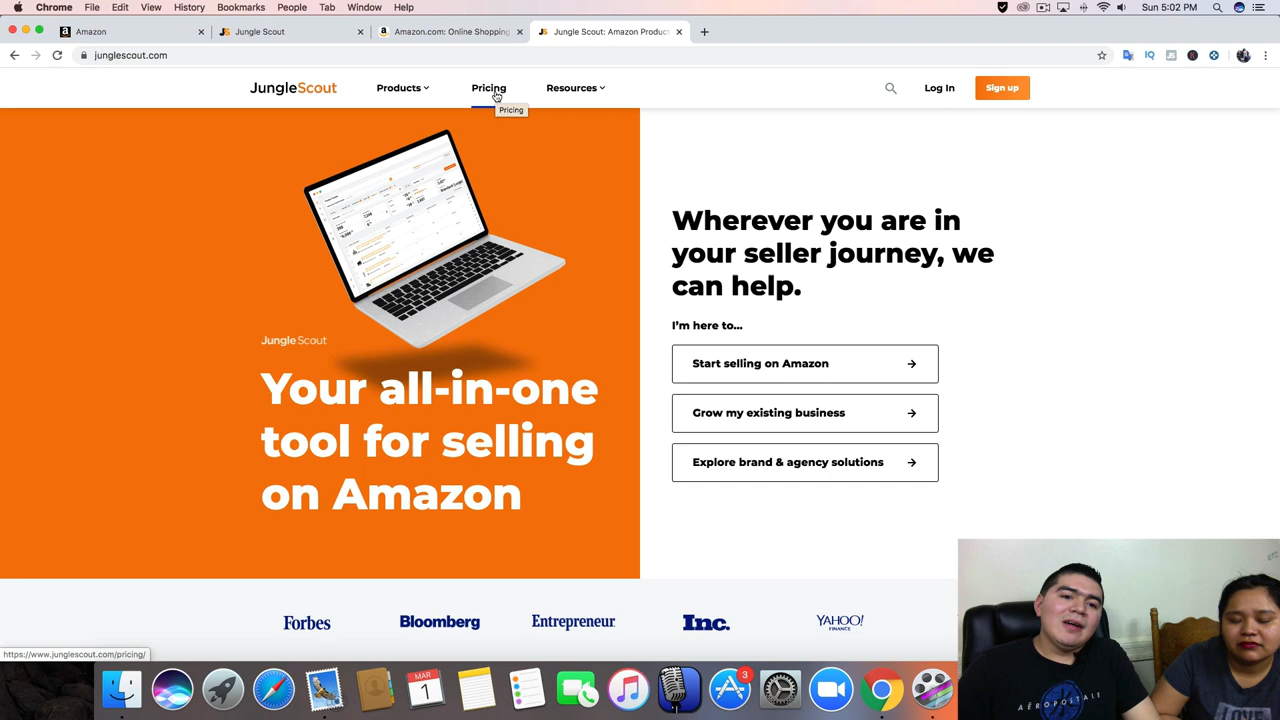 Chrome File Edit View History Bookmarks People Tab Window Help
Sun 5:02 PM
Amazon
Jungle Scout
Amazon.com: Online Shopping
Jungle Scout: Amazon Product
junglescout.com
JungleScout
Products
Pricing
Resources
Log In
Sign up
Pricing
JungleScout
Your all-in-one
tool for selling
on Amazon
Wherever you are in
your seller journey, we
can help.
I'm here to...
Start selling on Amazon
Grow my existing business
Explore brand & agency solutions
Forbes
Bloomberg
Entrepreneur
Inc.
YAHOO!
FINANCE
https://www.junglescout.com/pricing/
MAR
1
3
AÉROPOSTALE
LOVE